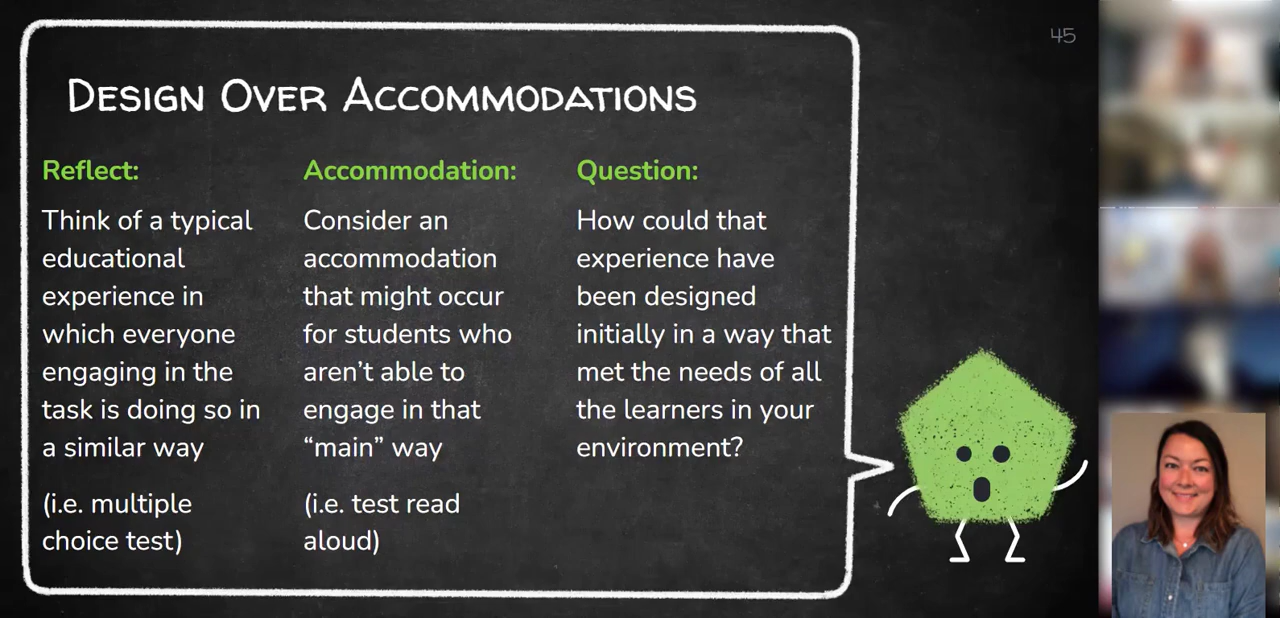 45
Design Over Accommodations
Reflect:
Think of a typical
educational
experience in
which everyone
engaging in the
task is doing so in
a similar way
(i.e. multiple
choice test)
Accommodation:
Consider an
accommodation
that might occur
for students who
aren’t able to
engage in that
“main” way
(i.e. test read
aloud)
Question:
How could that
experience have
been designed
initially in a way that
met the needs of all
the learners in your
environment?